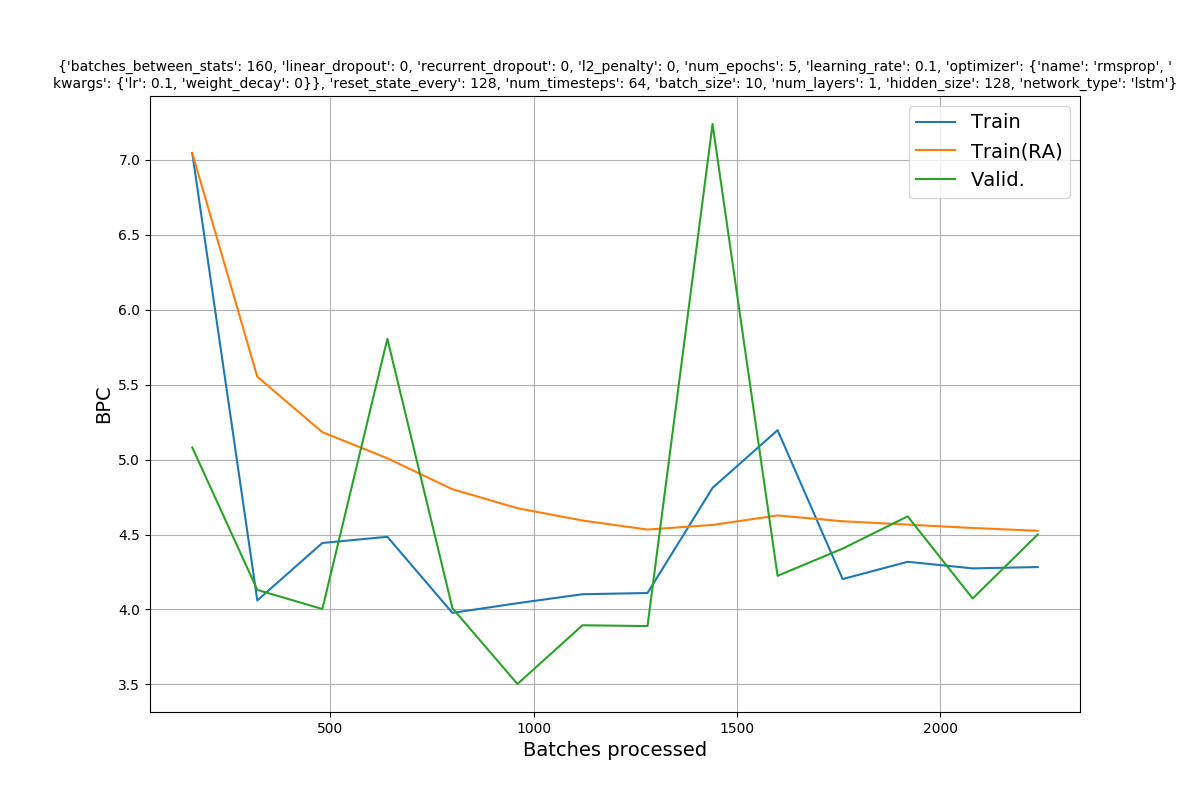 {'batches_between_stats': 160, 'linear_dropout': 0, 'recurrent_dropout': 0, 'l2_penalty': 0, 'num_epochs': 5, 'learning_rate': 0.1, 'optimizer': {'name': 'rmsprop', '
kwargs': {'lr': 0.1, 'weight_decay': 0}}, 'reset_state_every': 128, 'num_timesteps': 64, 'batch_size': 10, 'num_layers': 1, 'hidden_size': 128, 'network_type': 'lstm'}
Train
Train(RA)
Valid.
7.0
6.5
6.0
5.5
5.0
4.5
4.0
3.5
BPC
500
1000
1500
2000
Batches processed